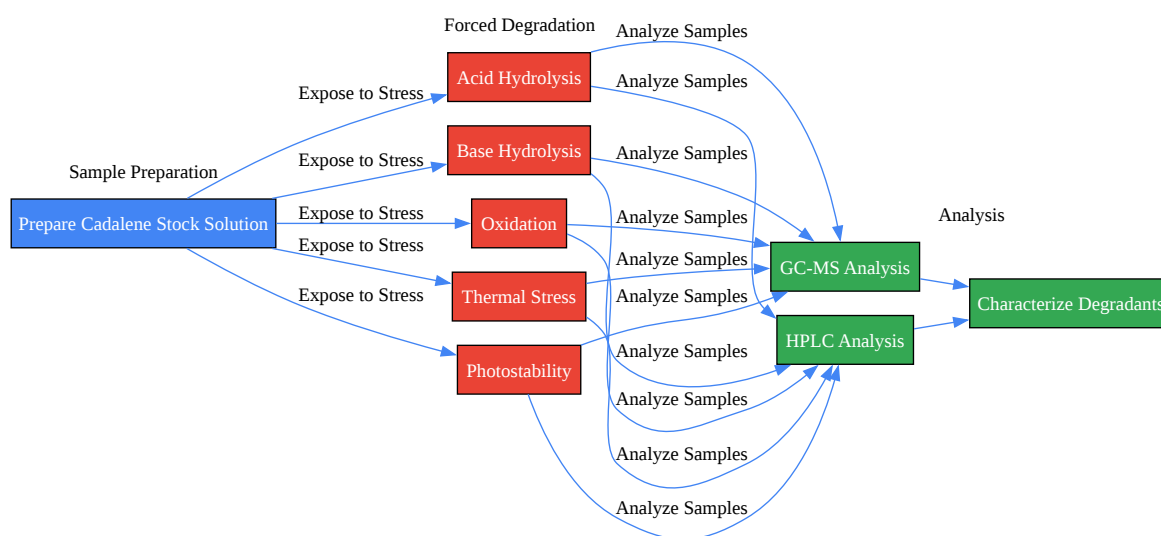 Sample Preparation
Prepare Cadalene Stock Solution
Expose to Stress
Expose to Stress
Expose to Stress
Expose to Stress
Expose to Stress
Forced Degradation
Acid Hydrolysis
Base Hydrolysis
Oxidation
Thermal Stress
Photostability
Analyze Samples
Analyze Samples
Analyze Samples
Analyze Samples
Analyze Samples
Analyze Samples
Analyze Samples
Analyze Samples
Analyze Samples
Analyze Samples
Analysis
GC-MS Analysis
HPLC Analysis
Characterize Degradants